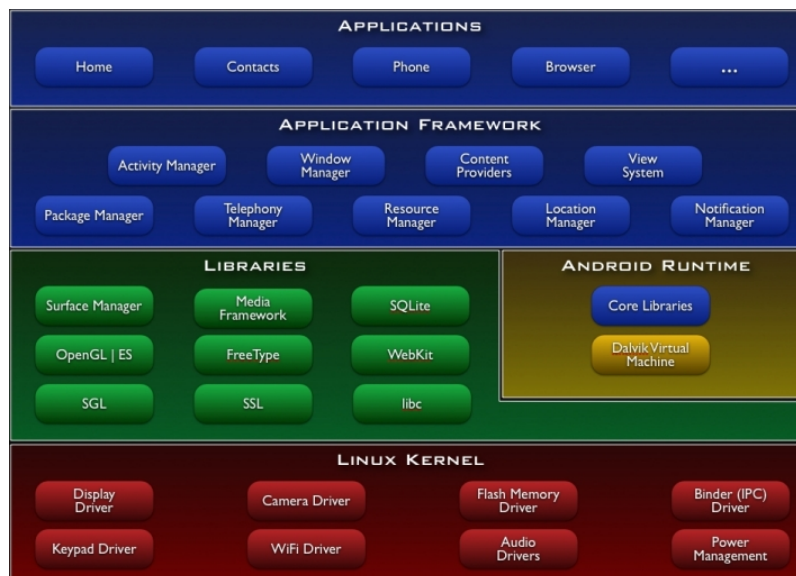 APPLICATIONS
Home
Contacts
Phone
Browser
...
APPLICATION FRAMEWORK
Activity Manager
Window
Manager
Content
Providers
View
System
Package Manager
Telephony
Manager
Resource
Manager
Location
Manager
Notification
Manager
LIBRARIES
Surface Manager
Media
Framework
SQLite
OpenGL | ES
FreeType
WebKit
SGL
SSL
libc
ANDROID RUNTIME
Core Libraries
Dalvik Virtual
Machine
LINUX KERNEL
Display
Driver
Camera Driver
Flash Memory
Driver
Binder (IPC)
Driver
Keypad Driver
WiFi Driver
Audio
Drivers
Power
Management